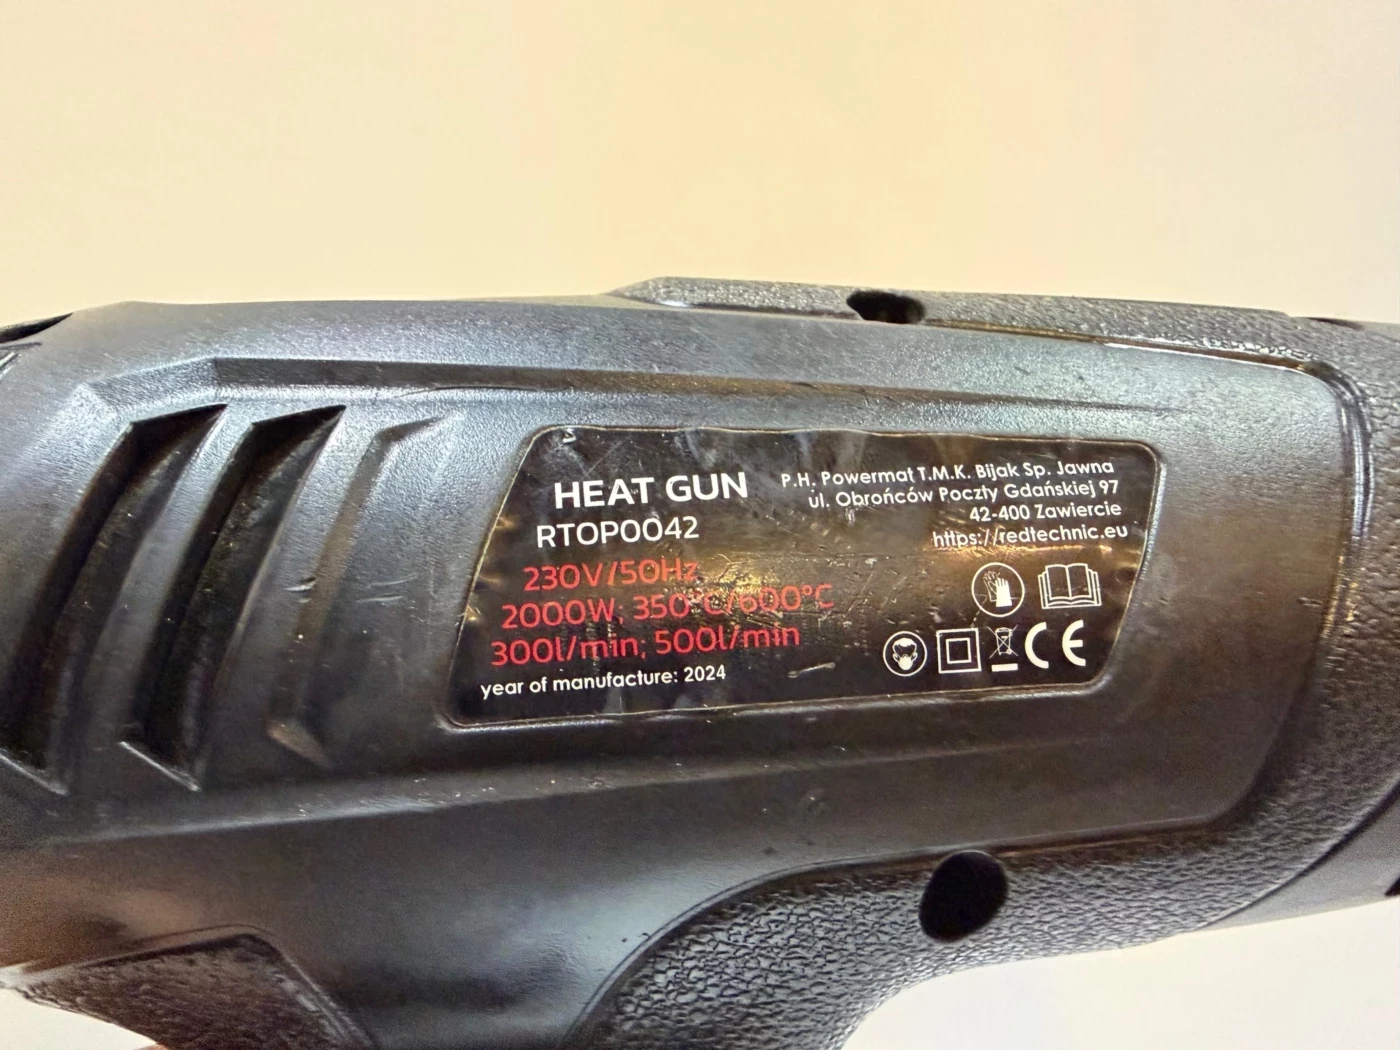 HEAT GUN
RTOP0042
230V/50Hz
2000W; 350°C/600°C
300l/min; 500l/min
year of manufacture: 2024
P.H. Powermat T.M.K. Bijak Sp. Jawna
ul. Obrońców Poczty Gdańskiej 97
42-400 Zawiercie
https://redtechnic.eu
CE